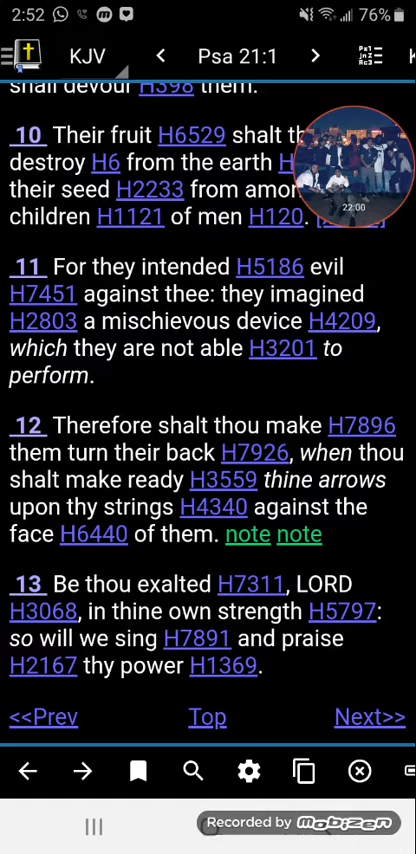 2:52 76%
KJV < Psa 21:1 >
shall devour H398 them.
10 Their fruit H6529 shalt
destroy H6 from the earth
their seed H2233 from
children H1121 of men H120.
22:00
11 For they intended H5186 evil
H7451 against thee: they imagined
H2803 a mischievous device H4209,
which they are not able H3201 to
perform.
12 Therefore shalt thou make H7896
them turn their back H7926, when thou
shalt make ready H3559 thine arrows
upon thy strings H4340 against the
face H6440 of them. note note
13 Be thou exalted H7311, LORD
H3068, in thine own strength H5797:
so will we sing H7891 and praise
H2167 thy power H1369.
<<Prev Top Next>>
Recorded by Mobizen